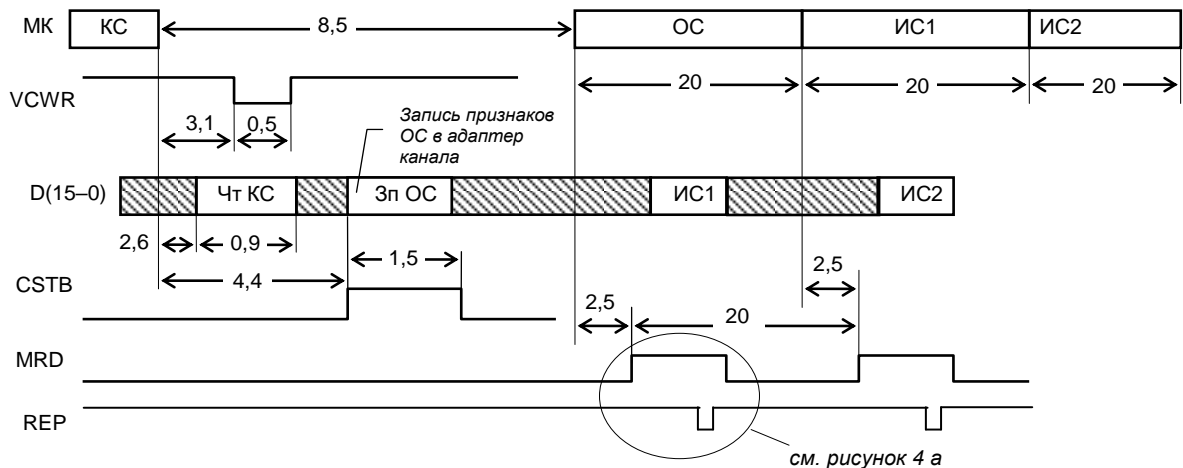 МК
КС
8,5
ОС
ИС1
ИС2
20
20
20
VCWR
3,1
0,5
Запись признаков
ОС в адаптер
канала
D(15–0)
Чт КС
Зп ОС
ИС1
ИС2
2,6
0,9
1,5
4,4
CSTB
2,5
20
2,5
MRD
REP
см. рисунок 4 а